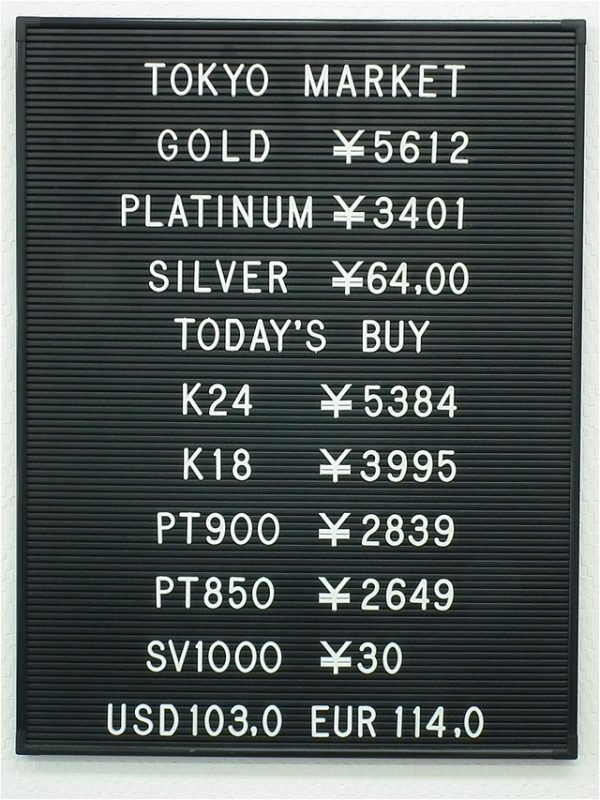 TOKYO MARKET
GOLD ¥5612
PLATINUM ¥3401
SILVER ¥64,00
TODAY'S BUY
K24 ¥5384
K18 ¥3995
PT900 ¥2839
PT850 ¥2649
SV1000 ¥30
USD103,0 EUR 114,0